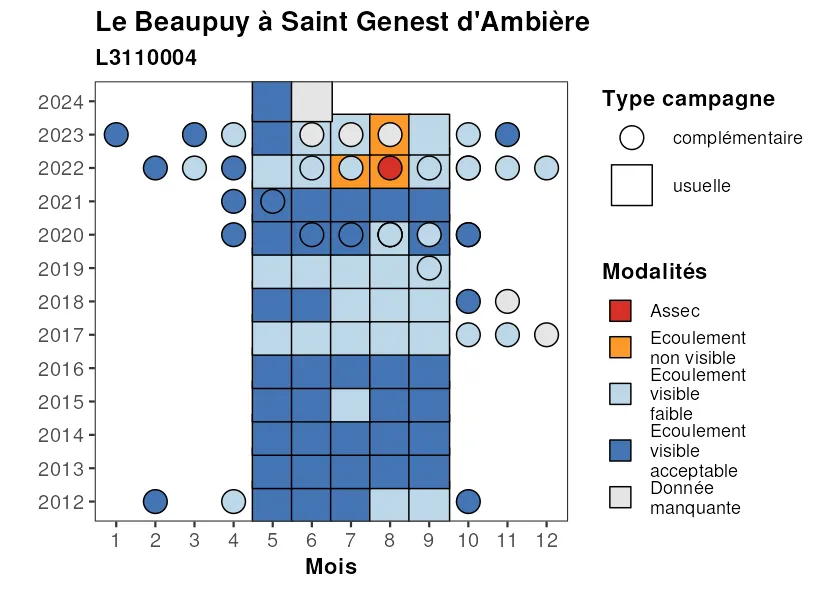 Le Beaupuy à Saint Genest d'Ambière
L3110004
2024
2023
2022
2021
2020
2019
2018
2017
2016
2015
2014
2013
2012
1 2 3 4 5 6 7 8 9 10 11 12
Mois
Type campagne
complémentaire
usuelle
Modalités
Assec
Ecoulement
non visible
Ecoulement
visible
faible
Ecoulement
visible
acceptable
Donnée
manquante